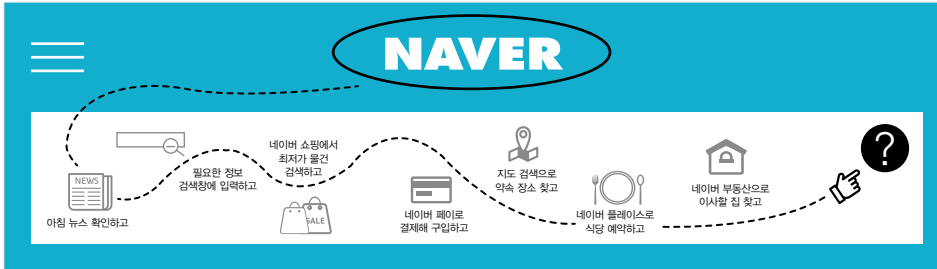 NAVER
NEWS
아침 뉴스 확인하고
필요한 정보
검색창에 입력하고
네이버 쇼핑에서
최저가 물건
검색하고
SALE
네이버 페이로
결제해 구입하고
지도 검색으로
약속 장소 찾고
네이버 플레이스로
식당 예약하고
네이버 부동산으로
이사할 집 찾고
?